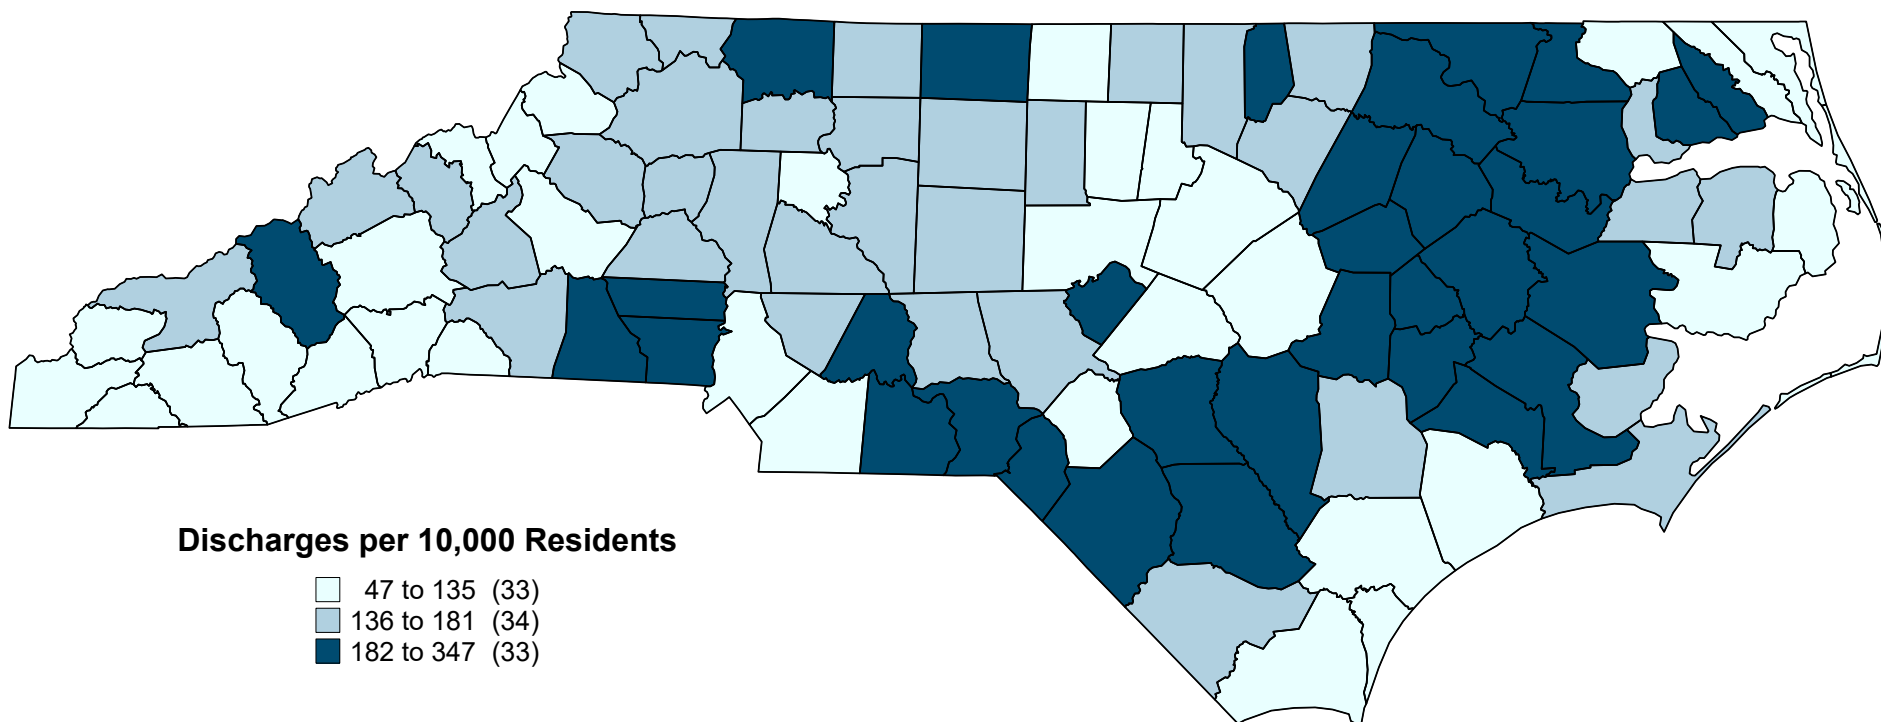 Discharges per 10,000 Residents
47 to 135 (33)
136 to 181 (34)
182 to 347 (33)